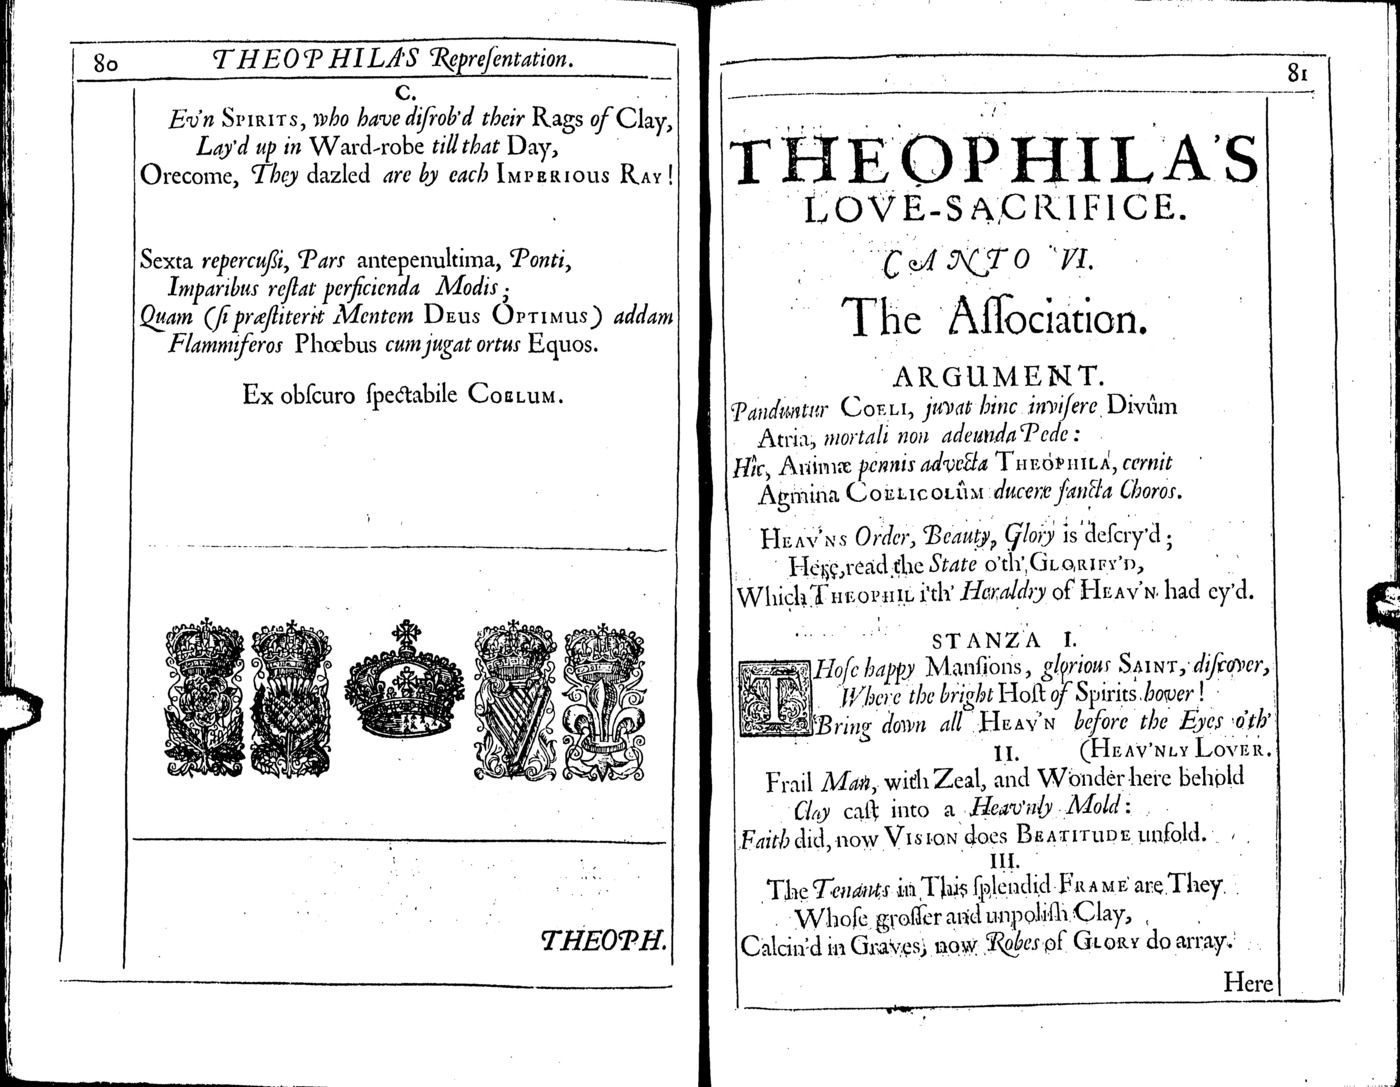 80 THEOPHILA'S Repreſentation.
C.
Ev'n SPIRITS, who have diſrob'd their Rags of Clay,
Lay'd up in Ward-robe till that Day,
Orecome, They dazled are by each IMPERIOUS RAY!
Sexta repercuſſi, Pars antepenultima, Ponti,
Imparibus reſtat perficienda Modis;
Quam (ſi præſtiterit Mentem DEUS OPTIMUS) addam
Flammiferos Phœbus cum jugat ortus Equos.
Ex obſcuro ſpectabile COELUM.
THEOPH.
81
THEOPHILA'S
LOVE-SACRIFICE.
CANTO VI.
The Aſſociation.
ARGUMENT.
Panduntur COELI, juvat hinc inviſere Divûm
Atria, mortali non adeunda Pede:
Hîc, Animæ pennis advecta THEOPHILA, cernit
Agmina COELICOLÛM ducere ſancta Choros.
HEAV'NS Order, Beauty, Glory is deſcry'd;
Here, read the State o'th' GLORIFY'D,
Which THEOPHIL i'th' Heraldry of HEAV'N had ey'd.
STANZA I.
THoſe happy Manſions, glorious SAINT, diſcover,
Where the bright Hoſt of Spirits hover!
Bring down all HEAV'N before the Eyes o'th'
II. (HEAV'NLY LOVER.
Frail Man, with Zeal, and Wonder here behold
Clay caſt into a Heav'nly Mold:
Faith did, now VISION does BEATITUDE unfold.
III.
The Tenants in This ſplendid FRAME are They
Whoſe groſſer and unpoliſh Clay,
Calcin'd in Graves, now Robes of GLORY do array.
Here